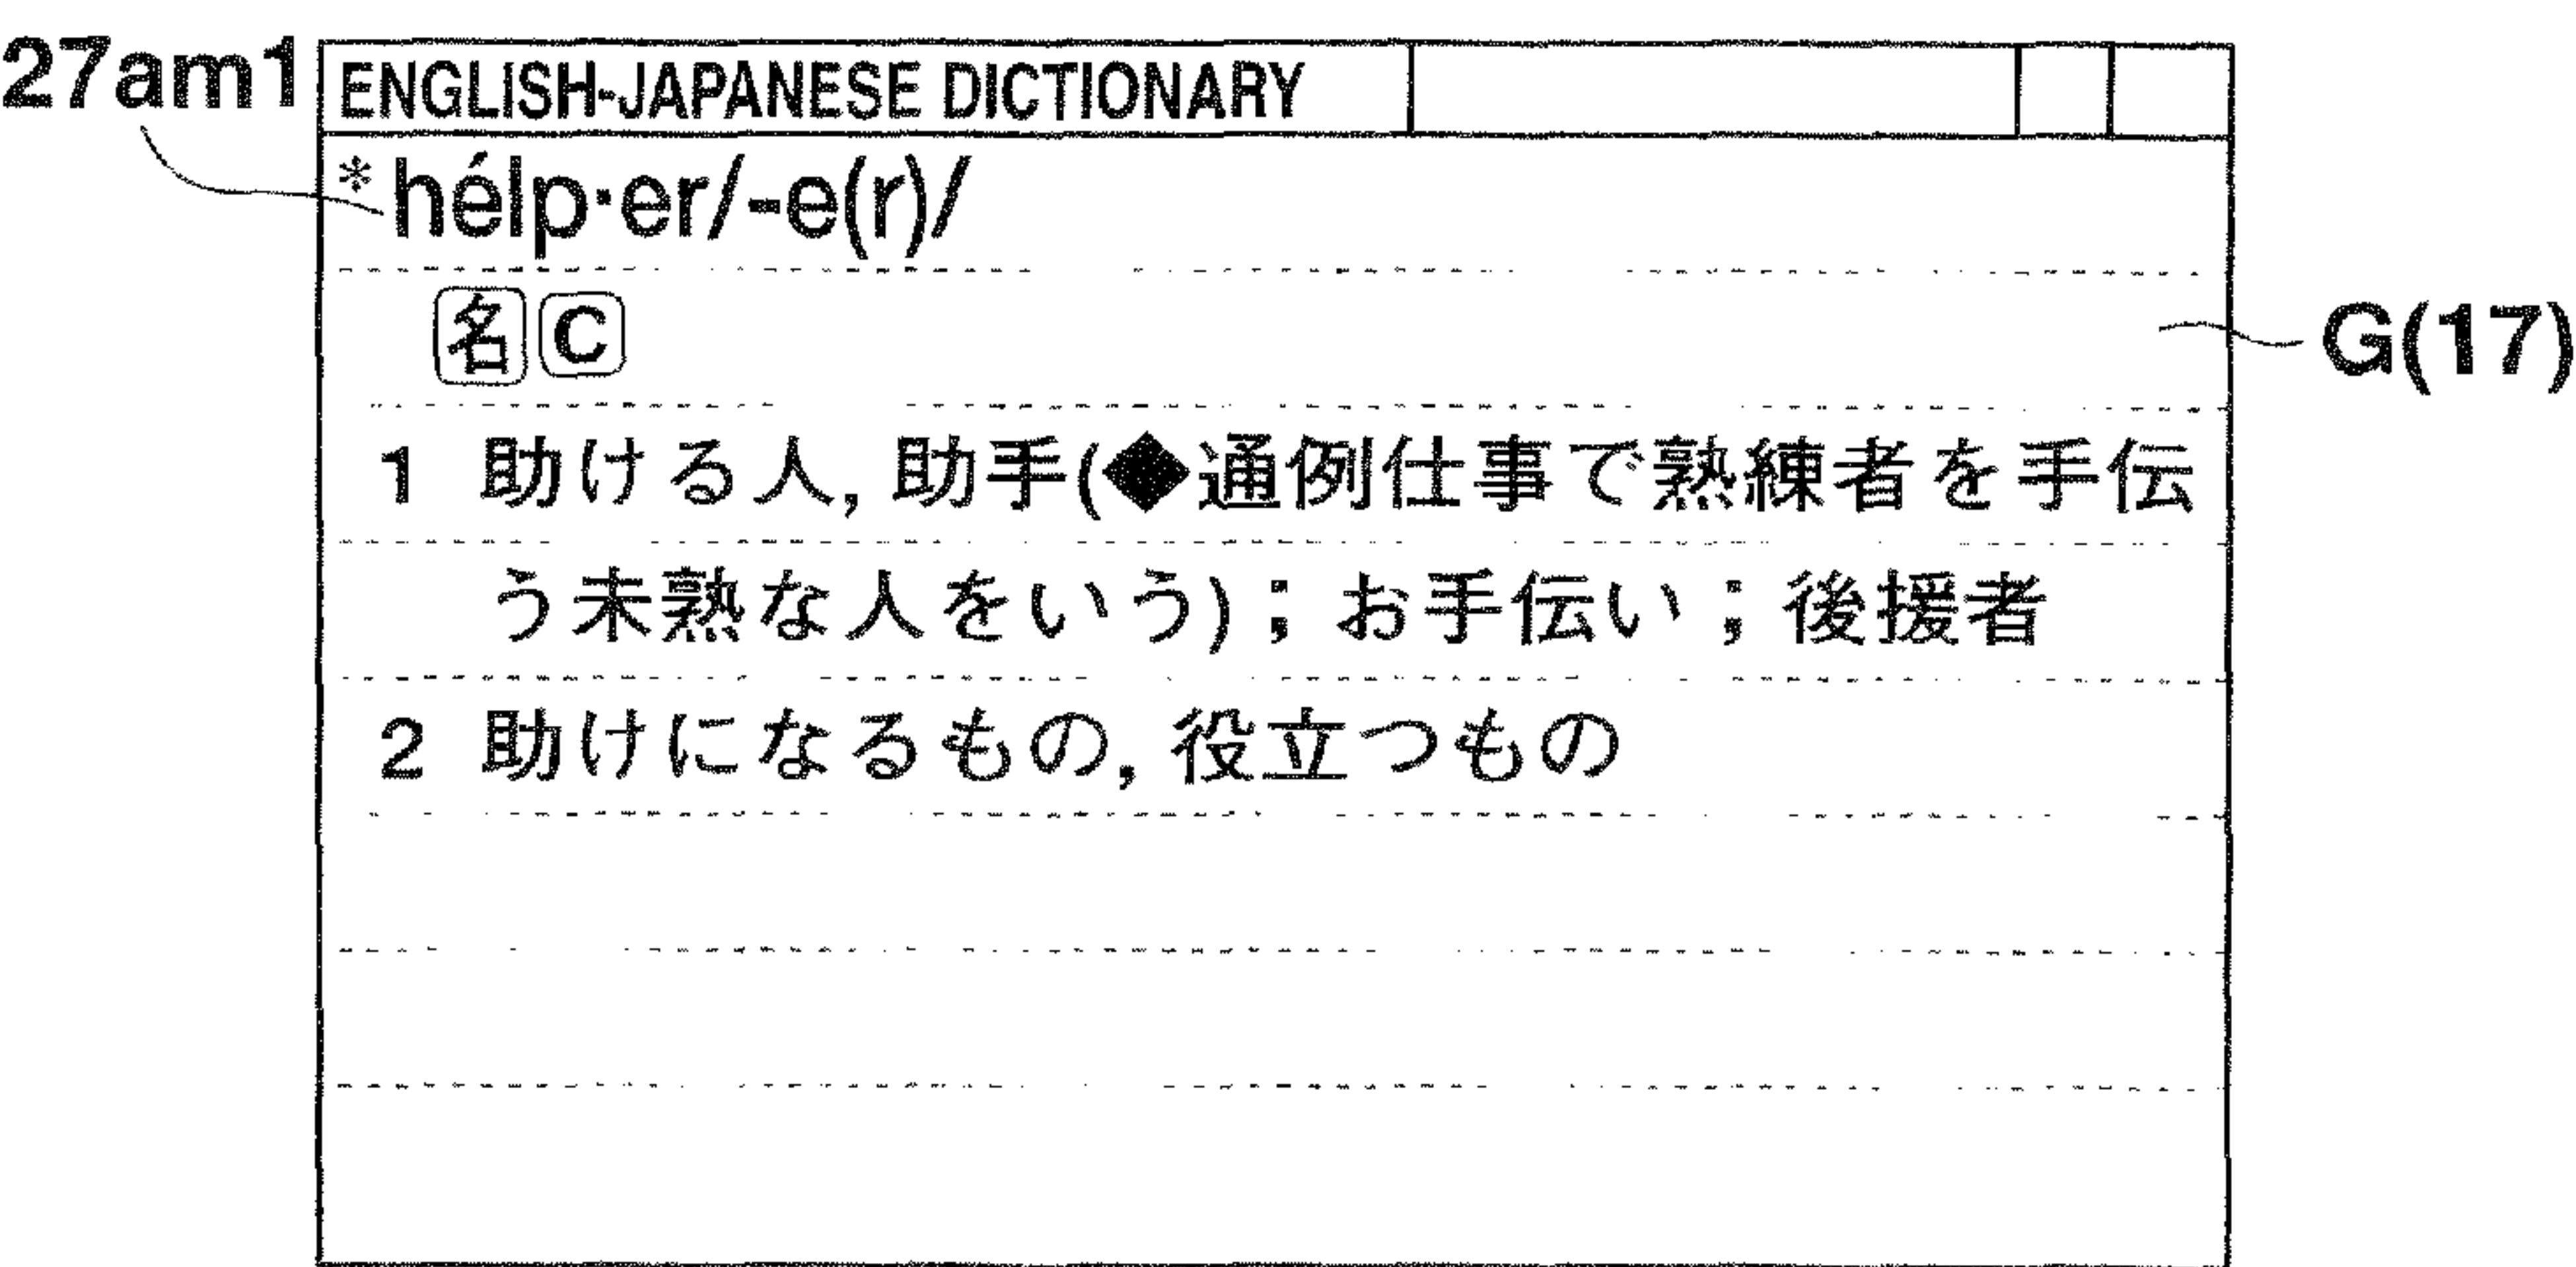 27am1
ENGLISH-JAPANESE DICTIONARY
*hélp·er/-e(r)/
名 C
G(17)
1 助ける人, 助手(◆通例仕事で熟練者を手伝
う未熟な人をいう) ; お手伝い ; 後援者
2 助けになるもの, 役立つもの